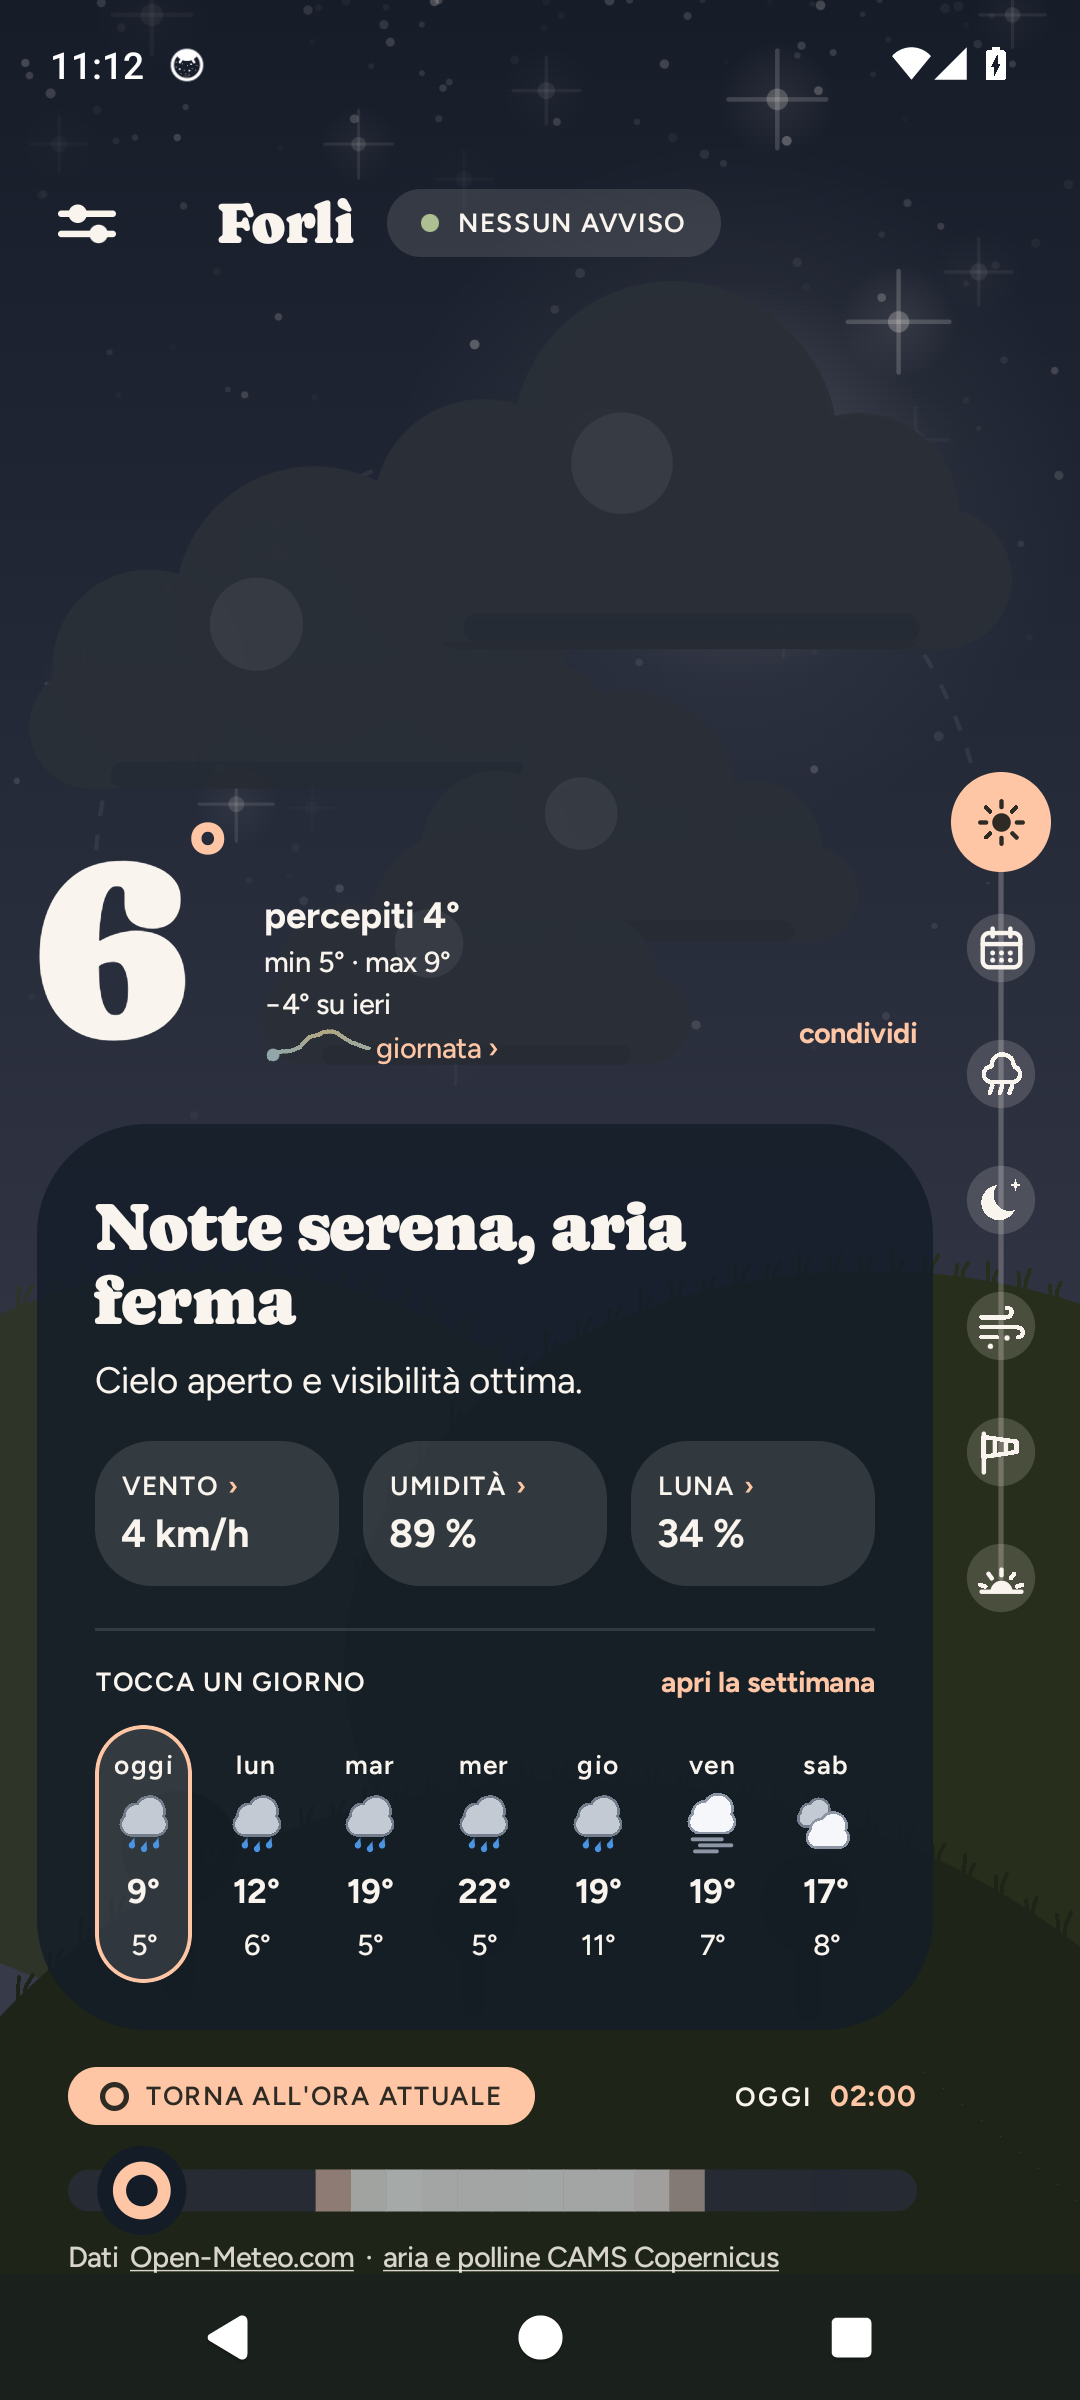 11:12
Forlì
NESSUN AVVISO
6°
percepiti 4°
min 5° · max 9°
−4° su ieri
giornata ›
condividi
Notte serena, aria
ferma
Cielo aperto e visibilità ottima.
VENTO › UMIDITÀ › LUNA ›
4 km/h 89 % 34 %
TOCCA UN GIORNO apri la settimana
oggi lun mar mer gio ven sab
9° 12° 19° 22° 19° 19° 17°
5° 6° 5° 5° 11° 7° 8°
TORNA ALL'ORA ATTUALE OGGI 02:00
Dati Open-Meteo.com · aria e polline CAMS Copernicus